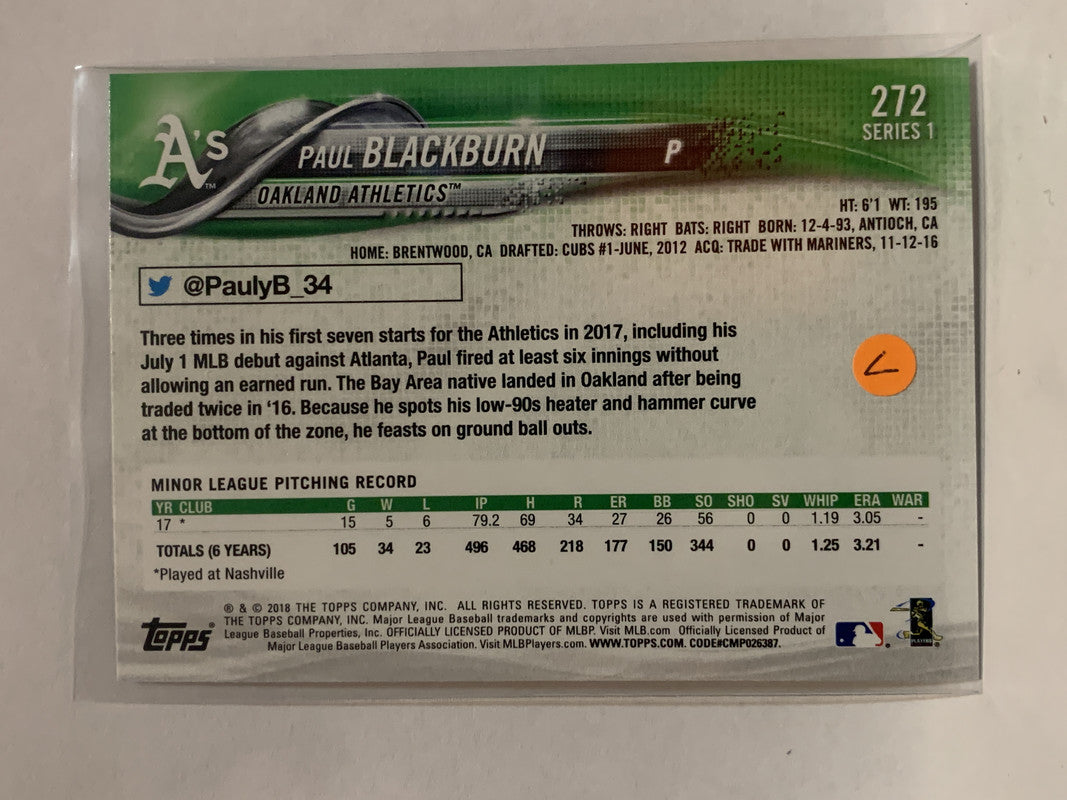 A's™
PAUL BLACKBURN P
OAKLAND ATHLETICS™
272
SERIES 1
HT: 6'1 WT: 195
THROWS: RIGHT BATS: RIGHT BORN: 12-4-93, ANTIOCH, CA
HOME: BRENTWOOD, CA DRAFTED: CUBS #1-JUNE, 2012 ACQ: TRADE WITH MARINERS, 11-12-16
@PaulyB_34
Three times in his first seven starts for the Athletics in 2017, including his
July 1 MLB debut against Atlanta, Paul fired at least six innings without
allowing an earned run. The Bay Area native landed in Oakland after being
traded twice in '16. Because he spots his low-90s heater and hammer curve
at the bottom of the zone, he feasts on ground ball outs.
MINOR LEAGUE PITCHING RECORD
YR CLUB G W L IP H R ER BB SO SHO SV WHIP ERA WAR
17 * 15 5 6 79.2 69 34 27 26 56 0 0 1.19 3.05 -
TOTALS (6 YEARS) 105 34 23 496 468 218 177 150 344 0 0 1.25 3.21 -
*Played at Nashville
Topps®
® & © 2018 THE TOPPS COMPANY, INC. ALL RIGHTS RESERVED. TOPPS IS A REGISTERED TRADEMARK OF
THE TOPPS COMPANY, INC. Major League Baseball trademarks and copyrights are used with permission of Major
League Baseball Properties, Inc. OFFICIALLY LICENSED PRODUCT OF MLBP. Visit MLB.com Officially Licensed Product of
Major League Baseball Players Association. Visit MLBPlayers.com. WWW.TOPPS.COM. CODE#CMP026387.
PLAYERS